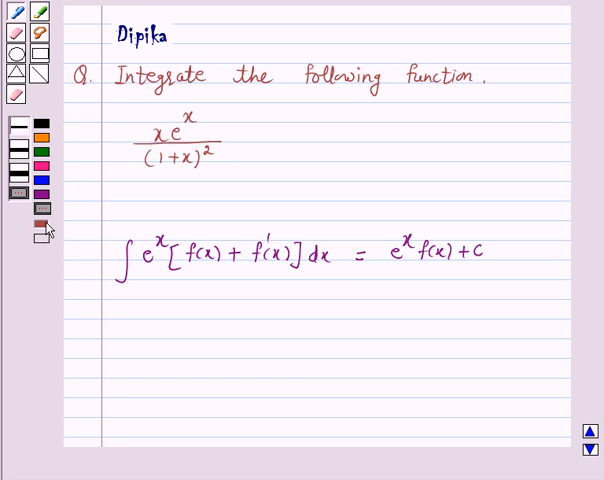 Dipika
Q. Integrate the following function.
xe^x
(1+x)^2
∫ e^x [f(x) + f'(x)] dx = e^x f(x) + c